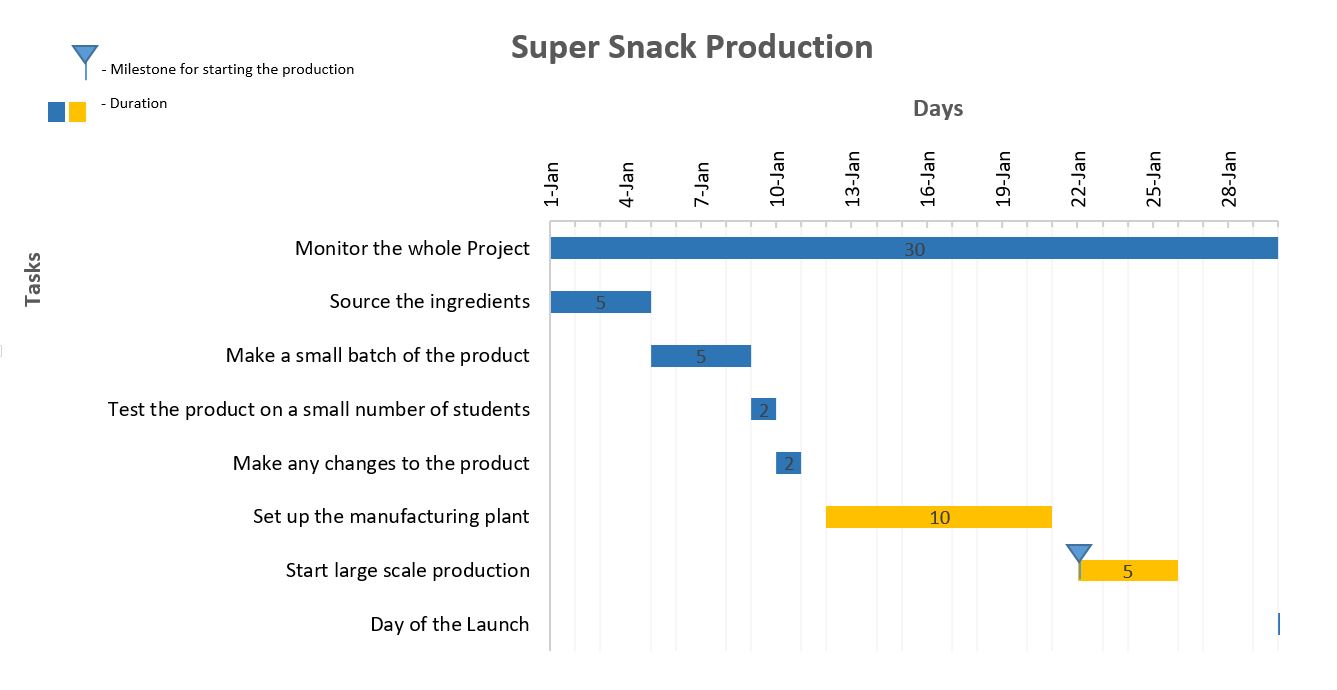 Super Snack Production
- Milestone for starting the production
- Duration
Days
1-Jan 4-Jan 7-Jan 10-Jan 13-Jan 16-Jan 19-Jan 22-Jan 25-Jan 28-Jan
Tasks
Monitor the whole Project 30
Source the ingredients 5
Make a small batch of the product 5
Test the product on a small number of students 2
Make any changes to the product 2
Set up the manufacturing plant 10
Start large scale production 5
Day of the Launch